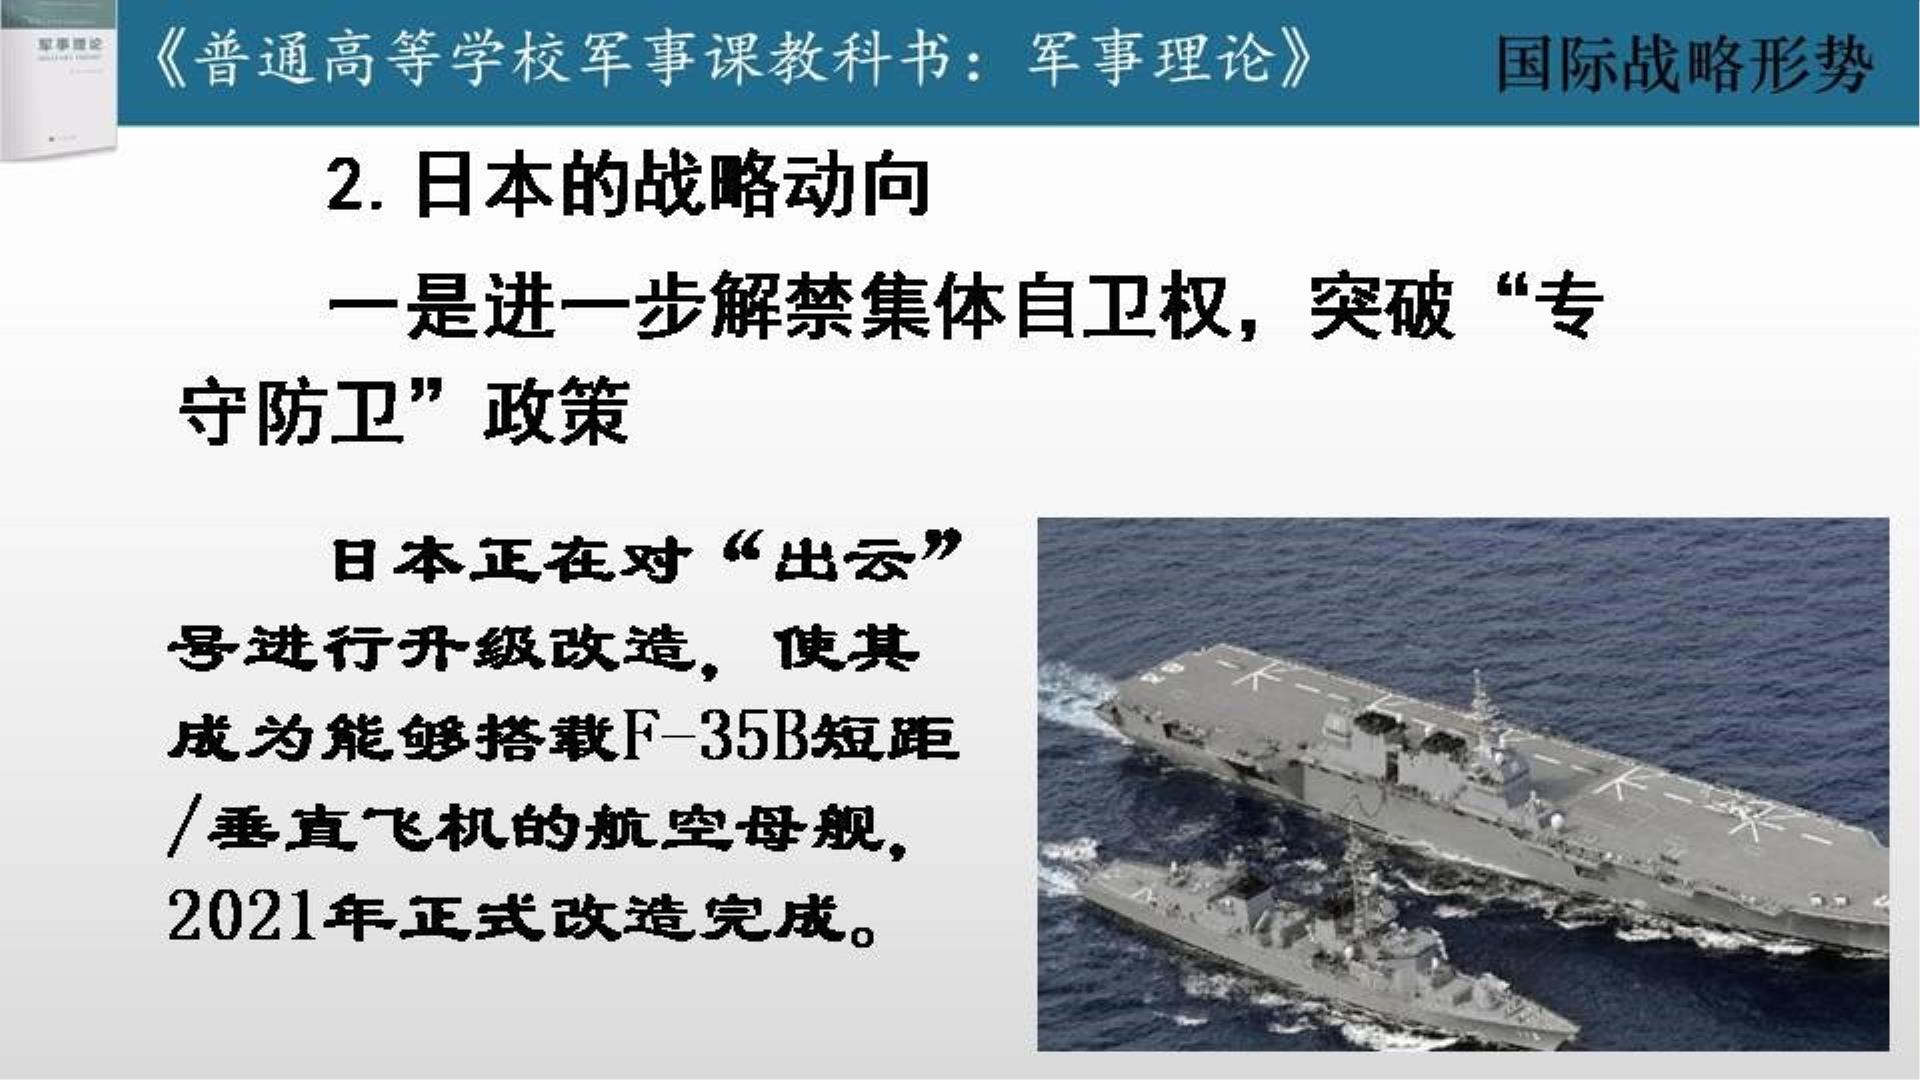 军事理论
《普通高等学校军事课教科书：军事理论》
国际战略形势
2.日本的战略动向
一是进一步解禁集体自卫权，突破“专
守防卫”政策
日本正在对“出云”
号进行升级改造，使其
成为能够搭载F-35B短距
/垂直飞机的航空母舰，
2021年正式改造完成。